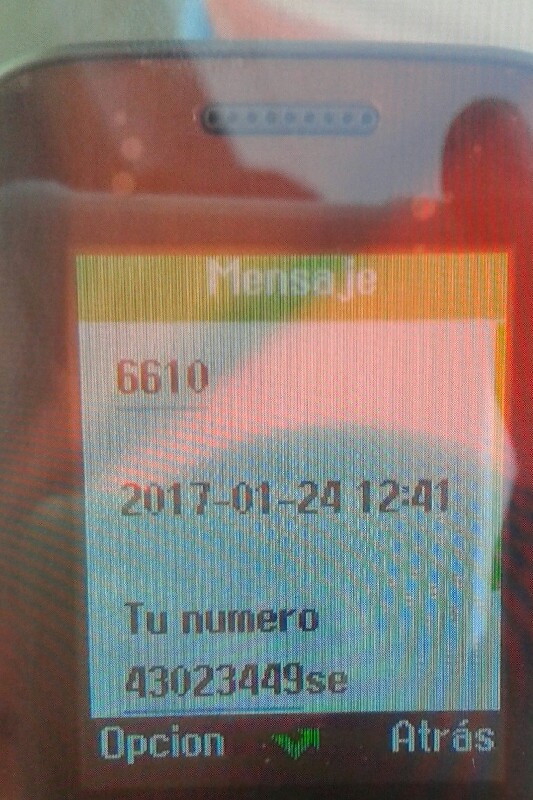 Mensaje
6610
2017-01-24 12:41
Tu numero
43023449se
Opcion Atrás